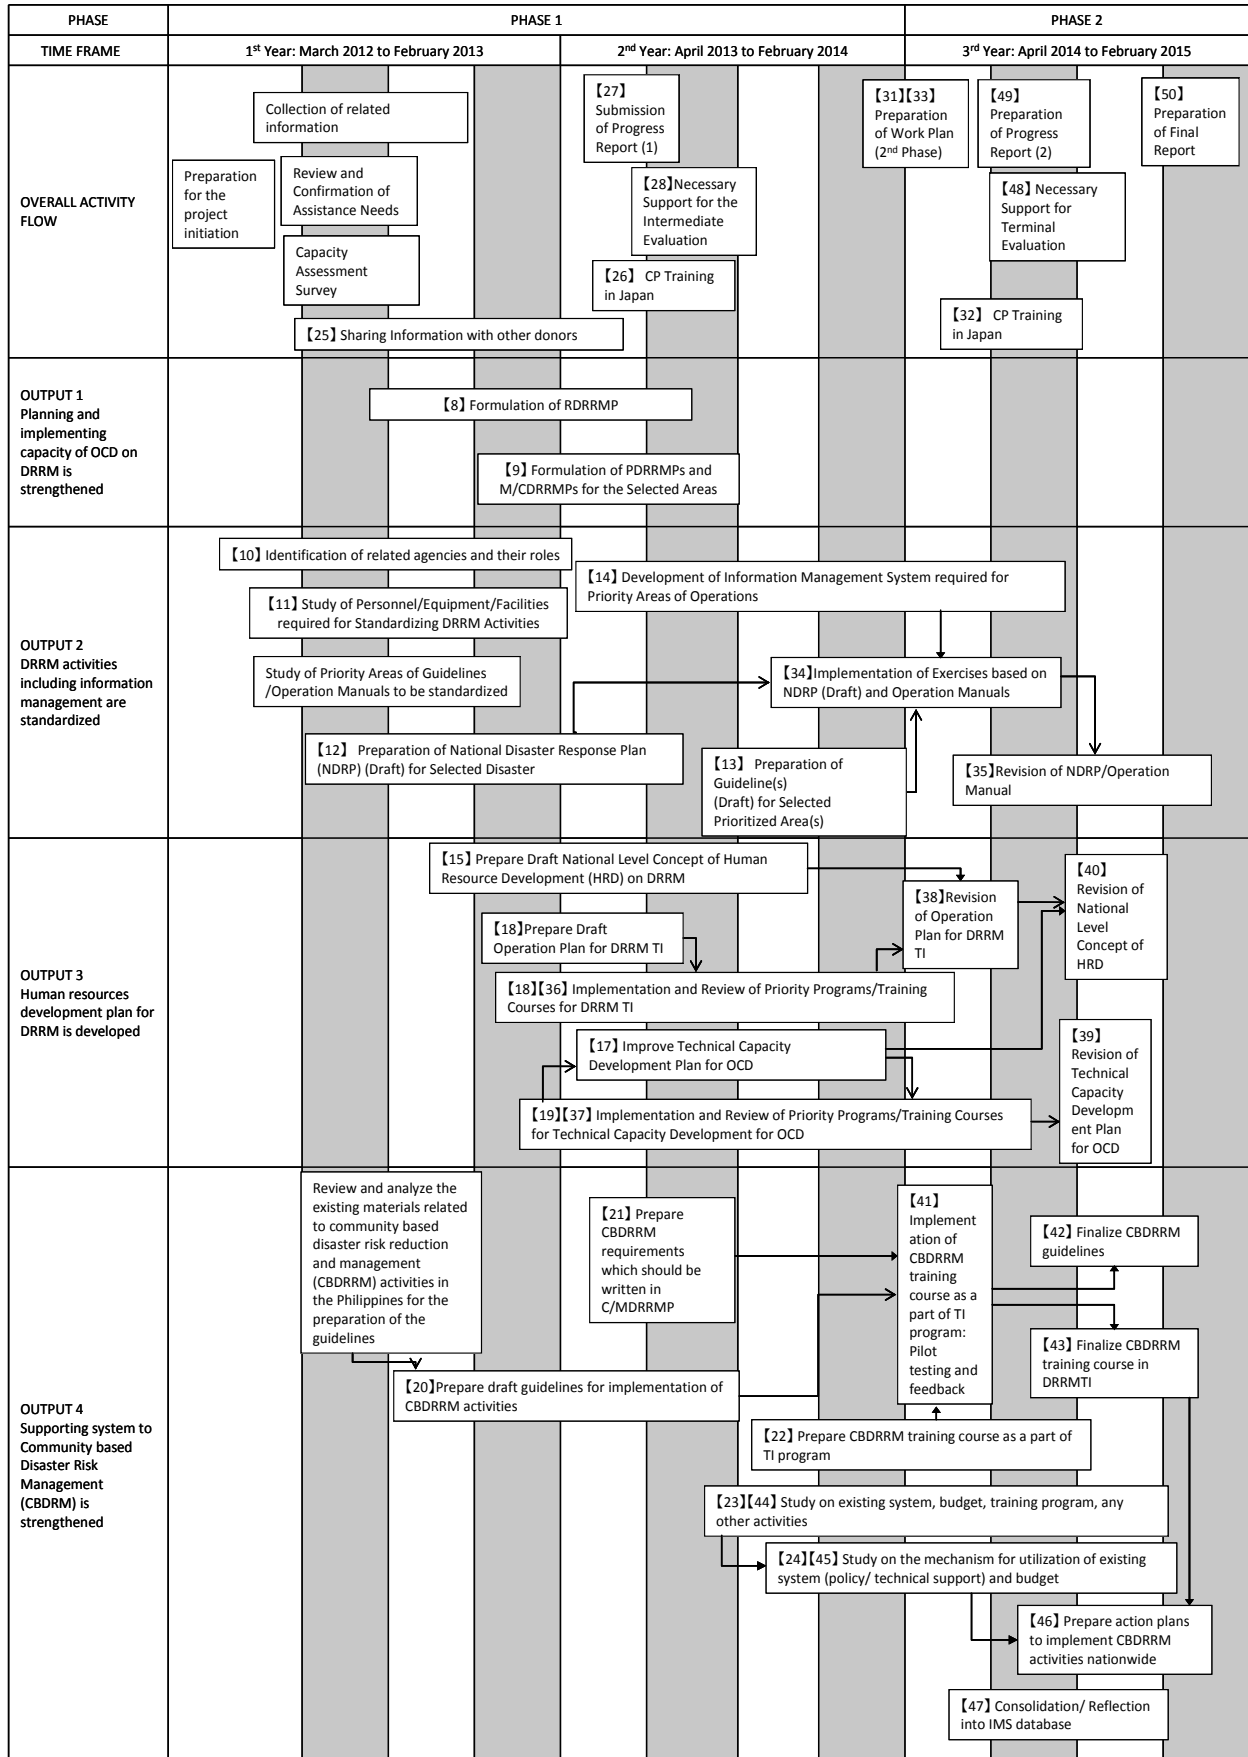 PHASE
PHASE 1
PHASE 2
TIME FRAME
1st Year: March 2012 to February 2013
2nd Year: April 2013 to February 2014
3rd Year: April 2014 to February 2015
OVERALL ACTIVITY
FLOW
Collection of related
information
Preparation
for the
project
initiation
Review and
Confirmation of
Assistance Needs
Capacity
Assessment
Survey
【25】Sharing Information with other donors
【27】
Submission
of Progress
Report (1)
【28】Necessary
Support for the
Intermediate
Evaluation
【26】 CP Training
in Japan
【31】【33】
Preparation
of Work Plan
(2nd Phase)
【49】
Preparation
of Progress
Report (2)
【50】
Preparation
of Final
Report
【48】Necessary
Support for
Terminal
Evaluation
【32】 CP Training
in Japan
OUTPUT 1
Planning and
implementing
capacity of OCD on
DRRM is
strengthened
【8】Formulation of RDRRMP
【9】Formulation of PDRRMPs and
M/CDRRMPs for the Selected Areas
OUTPUT 2
DRRM activities
including information
management are
standardized
【10】Identification of related agencies and their roles
【11】Study of Personnel/Equipment/Facilities
required for Standardizing DRRM Activities
Study of Priority Areas of Guidelines
/Operation Manuals to be standardized
【12】 Preparation of National Disaster Response Plan
(NDRP) (Draft) for Selected Disaster
【14】Development of Information Management System required for
Priority Areas of Operations
【34】Implementation of Exercises based on
NDRP (Draft) and Operation Manuals
【13】 Preparation of
Guideline(s)
(Draft) for Selected
Prioritized Area(s)
【35】Revision of NDRP/Operation
Manual
OUTPUT 3
Human resources
development plan for
DRRM is developed
【15】Prepare Draft National Level Concept of Human
Resource Development (HRD) on DRRM
【18】Prepare Draft
Operation Plan for DRRM TI
【18】【36】Implementation and Review of Priority Programs/Training
Courses for DRRM TI
【17】Improve Technical Capacity
Development Plan for OCD
【19】【37】Implementation and Review of Priority Programs/Training Courses
for Technical Capacity Development for OCD
【38】Revision
of Operation
Plan for DRRM
TI
【40】
Revision of
National
Level
Concept of
HRD
【39】
Revision of
Technical
Capacity
Developm
ent Plan
for OCD
OUTPUT 4
Supporting system to
Community based
Disaster Risk
Management
(CBDRM) is
strengthened
Review and analyze the
existing materials related
to community based
disaster risk reduction
and management
(CBDRRM) activities in
the Philippines for the
preparation of the
guidelines
【20】Prepare draft guidelines for implementation of
CBDRRM activities
【21】Prepare
CBDRRM
requirements
which should be
written in
C/MDRRMP
【41】
Implement
ation of
CBDRRM
training
course as a
part of TI
program:
Pilot
testing and
feedback
【42】Finalize CBDRRM
guidelines
【43】Finalize CBDRRM
training course in
DRRMTI
【22】Prepare CBDRRM training course as a part of
TI program
【23】【44】Study on existing system, budget, training program, any
other activities
【24】【45】Study on the mechanism for utilization of existing
system (policy/ technical support) and budget
【46】Prepare action plans
to implement CBDRRM
activities nationwide
【47】Consolidation/ Reflection
into IMS database